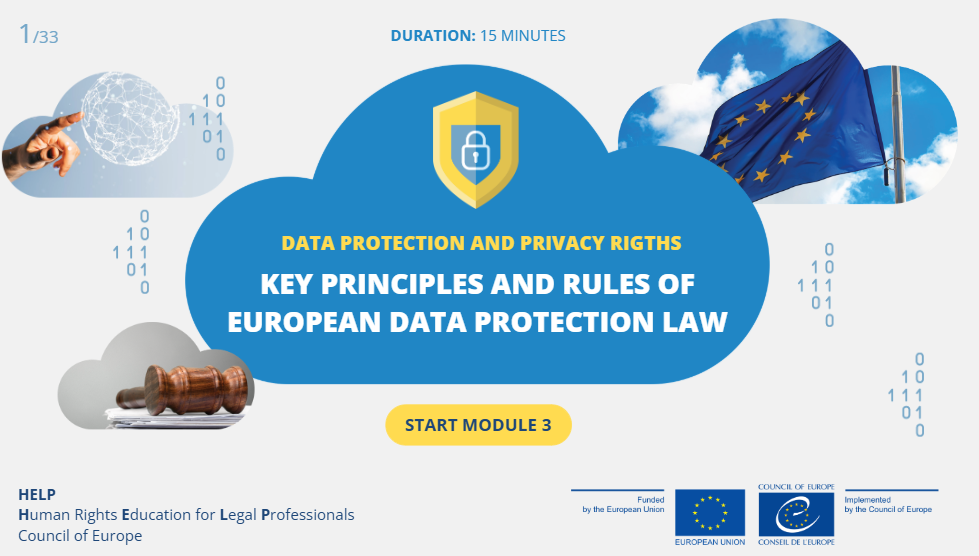 1/33
DURATION: 15 MINUTES
0
10
111
01
0
0
10
111
01
0
DATA PROTECTION AND PRIVACY RIGTHS
KEY PRINCIPLES AND RULES OF
EUROPEAN DATA PROTECTION LAW
0
10
111
01
0
0
10
111
01
0
START MODULE 3
HELP
Human Rights Education for Legal Professionals
Council of Europe
Funded
by the European Union
EUROPEAN UNION
COUNCIL OF EUROPE
CONSEIL DE L'EUROPE
Implemented
by the Council of Europe